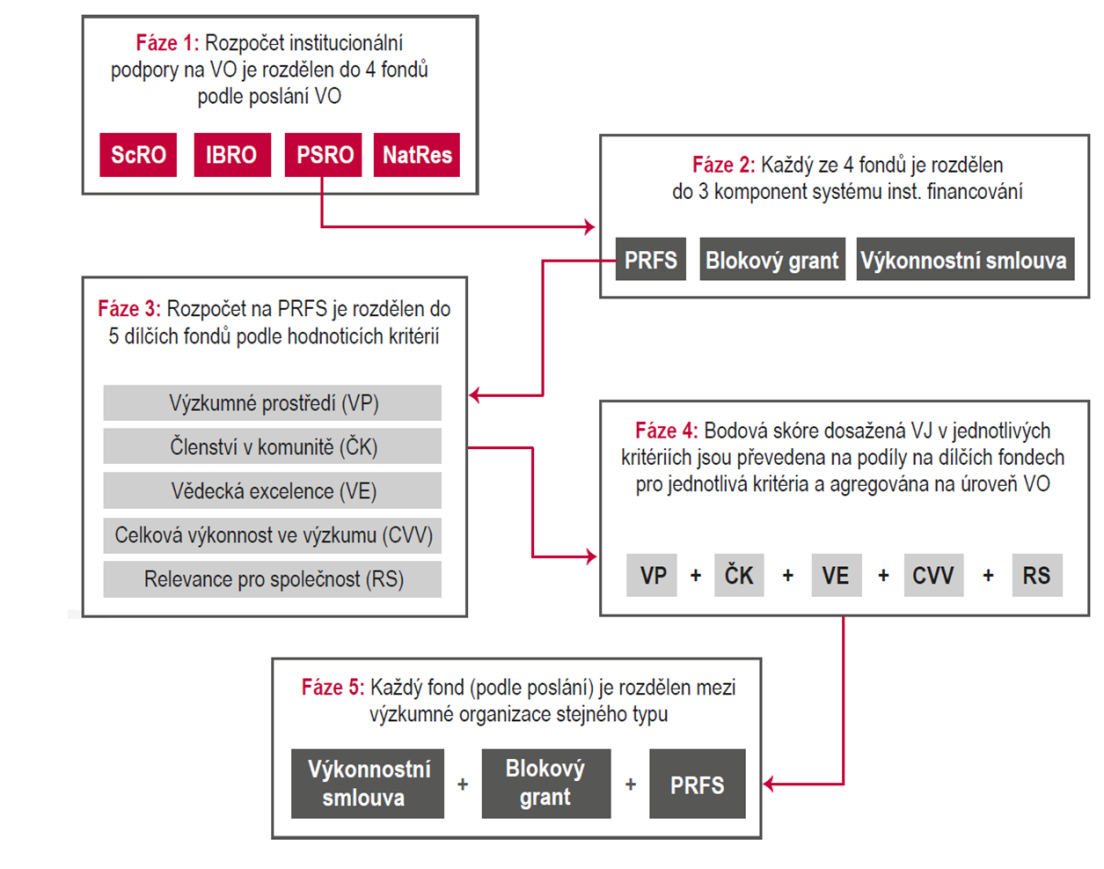 Fáze 1: Rozpočet institucionální
podpory na VO je rozdělen do 4 fondů
podle poslání VO
ScRO IBRO PSRO NatRes
Fáze 2: Každý ze 4 fondů je rozdělen
do 3 komponent systému inst. financování
PRFS Blokový grant Výkonnostní smlouva
Fáze 3: Rozpočet na PRFS je rozdělen do
5 dílčích fondů podle hodnoticích kritérií
Výzkumné prostředí (VP)
Členství v komunitě (ČK)
Vědecká excelence (VE)
Celková výkonnost ve výzkumu (CVV)
Relevance pro společnost (RS)
Fáze 4: Bodová skóre dosažená VJ v jednotlivých
kritériích jsou převedena na podíly na dílčích fondech
pro jednotlivá kritéria a agregována na úroveň VO
VP + ČK + VE + CVV + RS
Fáze 5: Každý fond (podle poslání) je rozdělen mezi
výzkumné organizace stejného typu
Výkonnostní
smlouva
+
Blokový
grant
+
PRFS